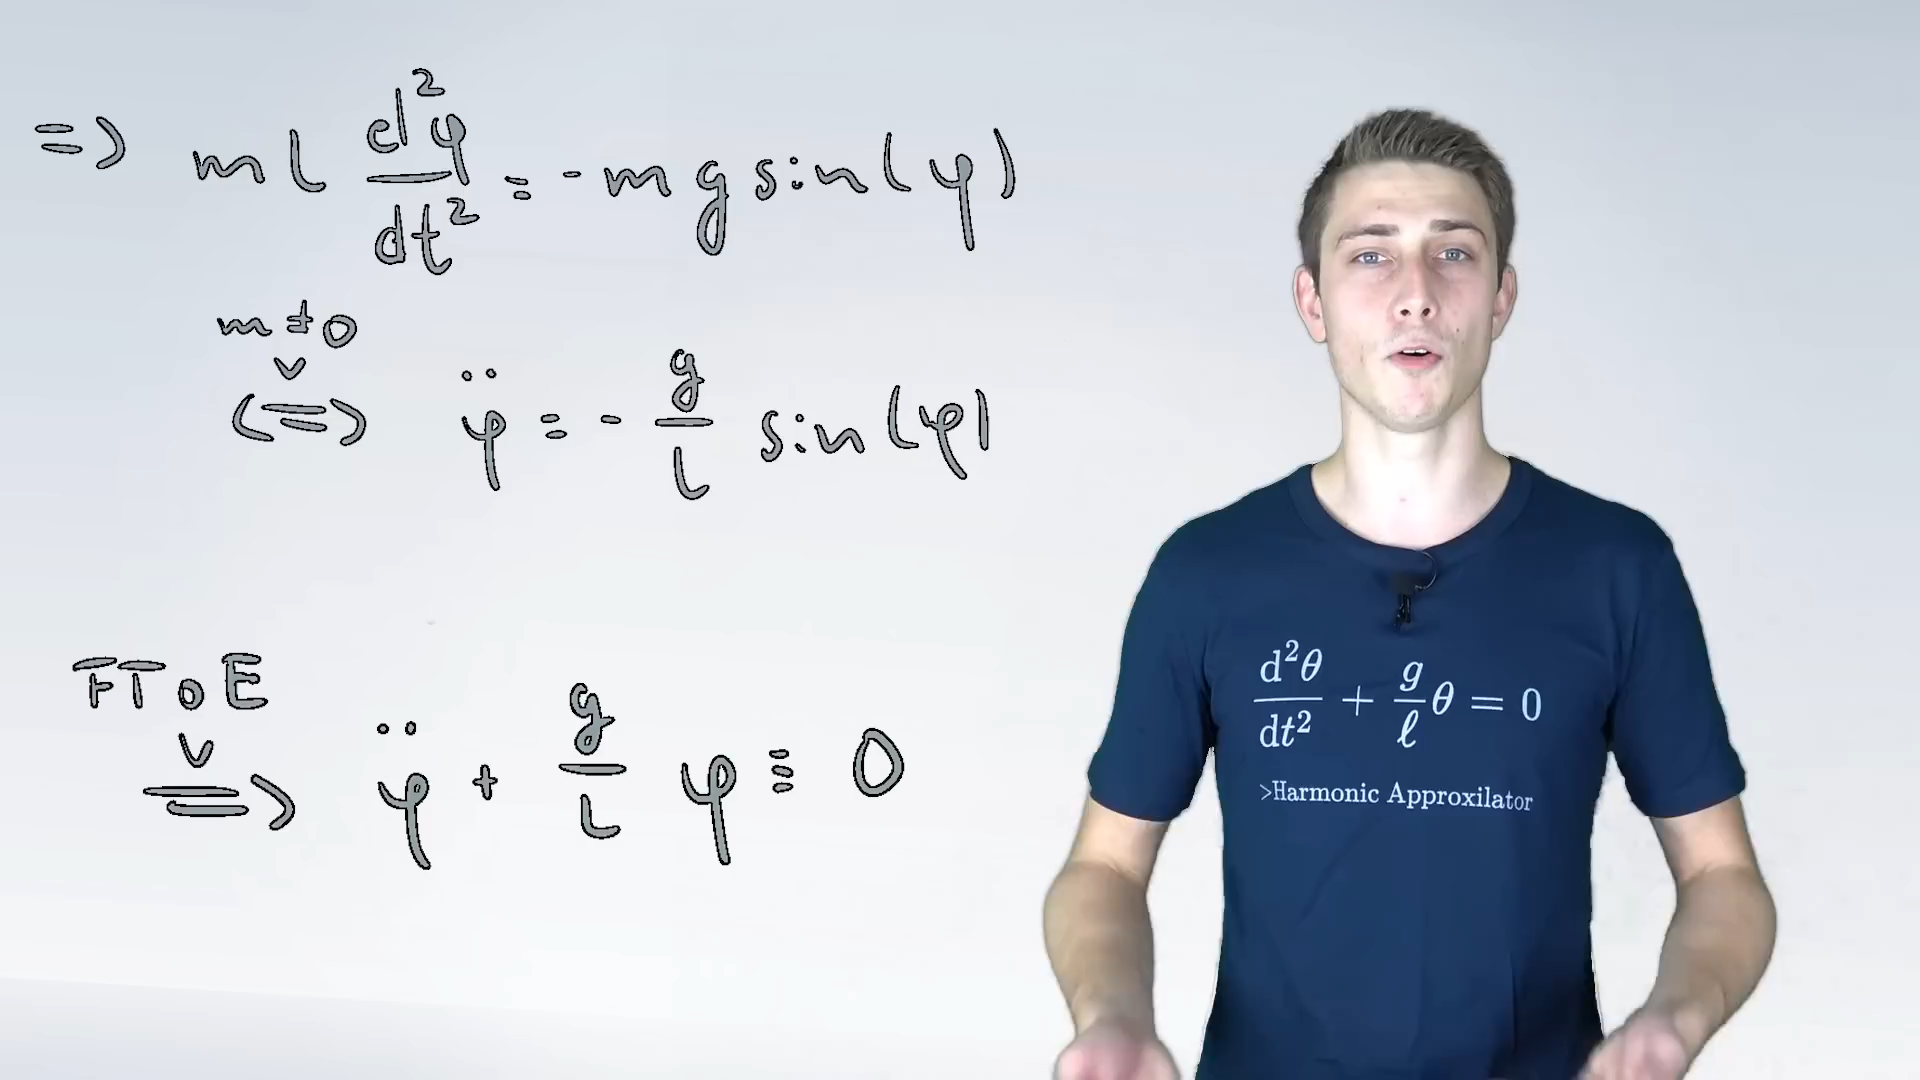 => ml d²φ/dt² = -mg sin(φ)
m≠0
<=> φ̈ = - g/l sin(φ)
FToE
=> φ̈ + g/l φ ≡ 0
d²θ/dt² + g/ℓ θ = 0
>Harmonic Approxilator